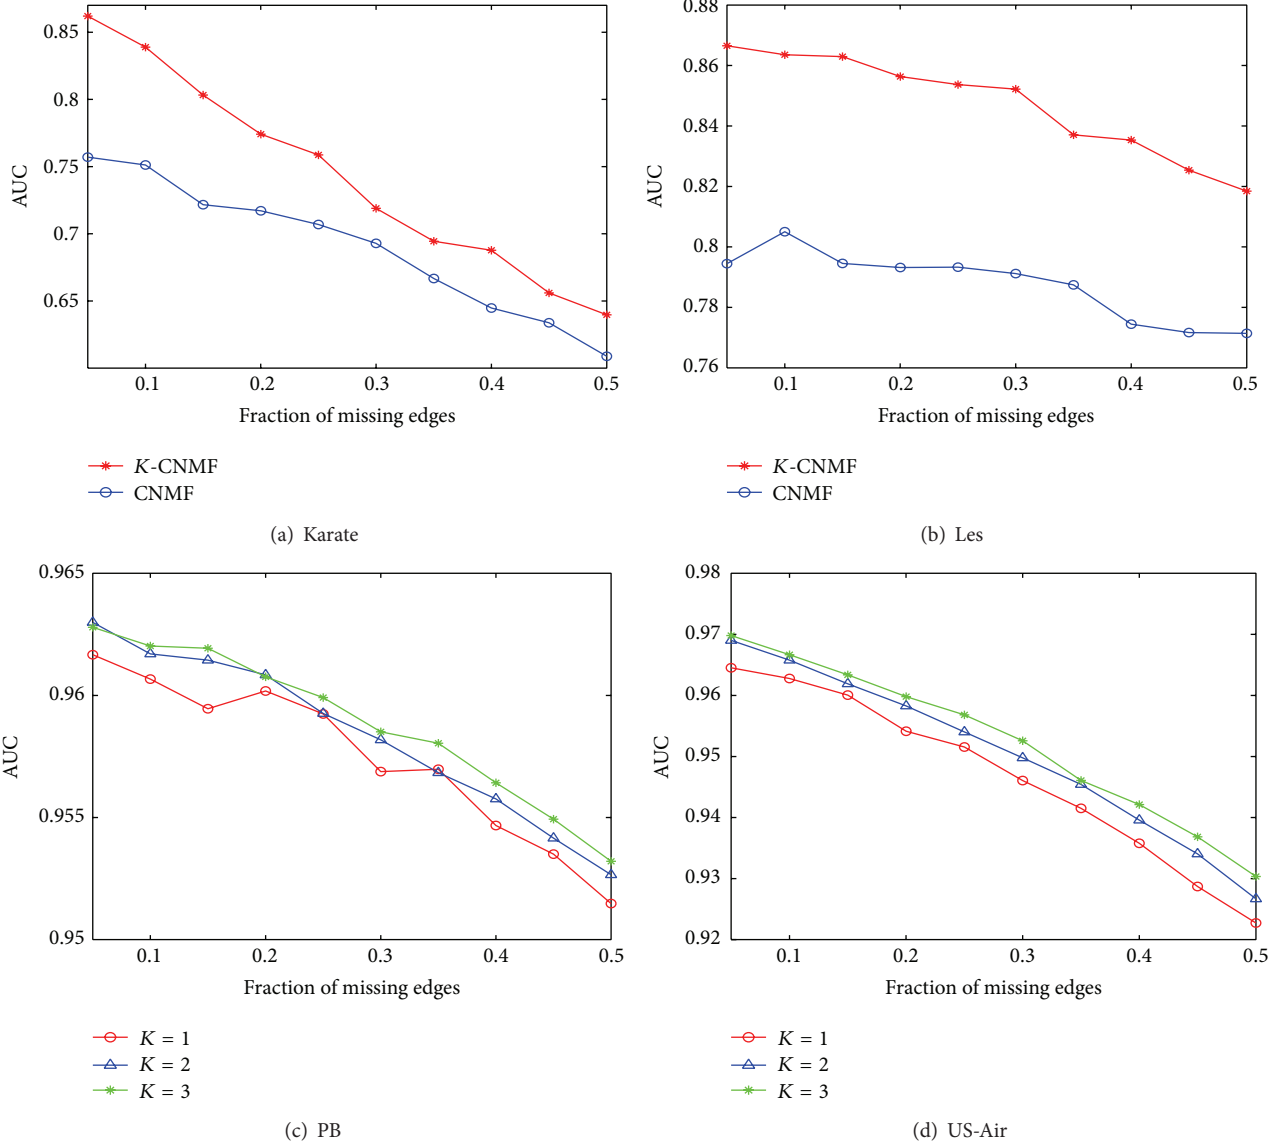 0.85
0.8
0.75
0.7
0.65
AUC
0.1 0.2 0.3 0.4 0.5
Fraction of missing edges
K-CNMF
CNMF
(a) Karate
0.88
0.86
0.84
0.82
0.8
0.78
0.76
AUC
0.1 0.2 0.3 0.4 0.5
Fraction of missing edges
K-CNMF
CNMF
(b) Les
0.965
0.96
0.955
0.95
AUC
0.1 0.2 0.3 0.4 0.5
Fraction of missing edges
K = 1
K = 2
K = 3
(c) PB
0.98
0.97
0.96
0.95
0.94
0.93
0.92
AUC
0.1 0.2 0.3 0.4 0.5
Fraction of missing edges
K = 1
K = 2
K = 3
(d) US-Air